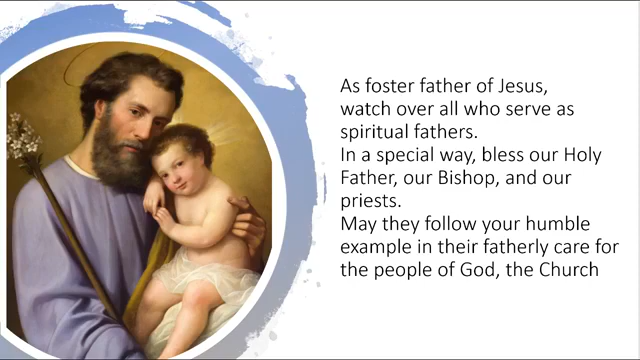 As foster father of Jesus,
watch over all who serve as
spiritual fathers.
In a special way, bless our Holy
Father, our Bishop, and our
priests.
May they follow your humble
example in their fatherly care for
the people of God, the Church